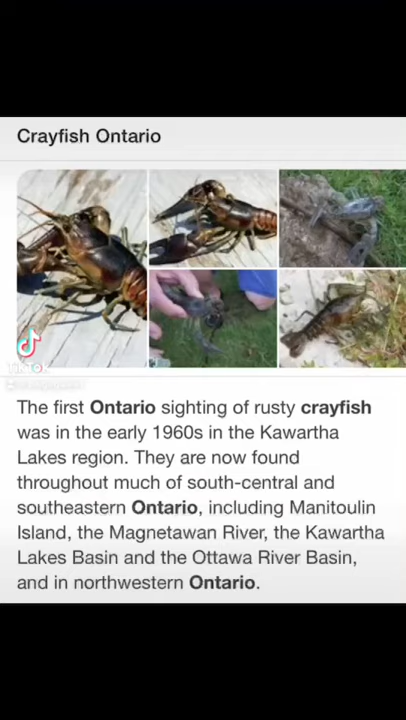 Crayfish Ontario
TikTok
The first Ontario sighting of rusty crayfish
was in the early 1960s in the Kawartha
Lakes region. They are now found
throughout much of south-central and
southeastern Ontario, including Manitoulin
Island, the Magnetawan River, the Kawartha
Lakes Basin and the Ottawa River Basin,
and in northwestern Ontario.